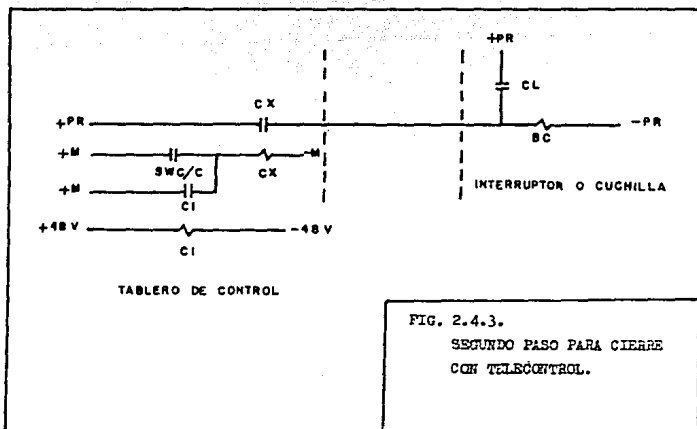 +PR
CL
CX
+PR
-PR
BC
+M
-M
SWC/C
CX
+M
CI
INTERRUPTOR O CUCHILLA
+48 V
-48 V
CI
TABLERO DE CONTROL
FIG. 2.4.3.
SEGUNDO PASO PARA CIERRE
CON TELECONTROL.